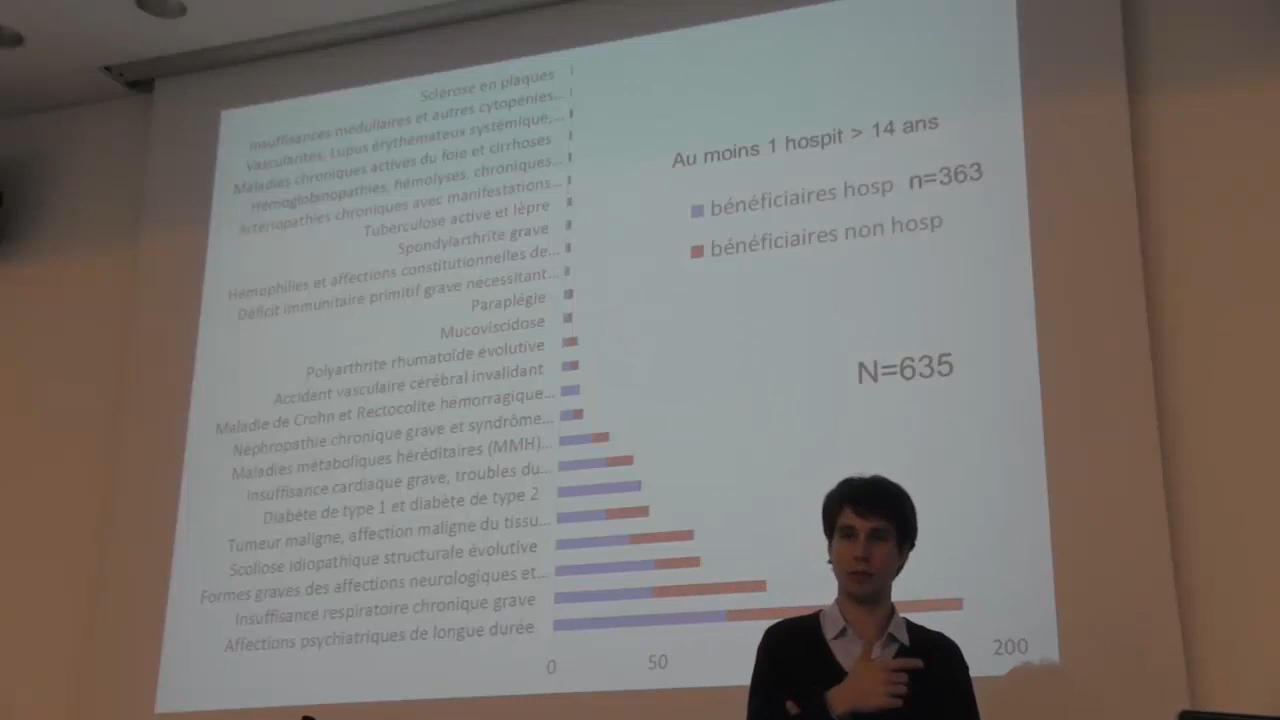 Sclérose en plaques
Insuffisances médullaires et autres cytopénies...
Vascularites, Lupus érythémateux systémique,...
Maladies chroniques actives du foie et cirrhoses
Hémoglobinopathies, hémolyses, chroniques...
Artériopathies chroniques avec manifestations...
Tuberculose active et lèpre
Spondylarthrite grave
Hémophilies et affections constitutionnelles de...
Déficit immunitaire primitif grave nécessitant...
Paraplégie
Mucoviscidose
Polyarthrite rhumatoïde évolutive
Accident vasculaire cérébral invalidant
Maladie de Crohn et Rectocolite hémorragique...
Néphropathie chronique grave et syndrôme...
Maladies métaboliques héréditaires (MMH)...
Insuffisance cardiaque grave, troubles du...
Diabète de type 1 et diabète de type 2
Tumeur maligne, affection maligne du tissu...
Scoliose idiopathique structurale évolutive
Formes graves des affections neurologiques et...
Insuffisance respiratoire chronique grave
Affections psychiatriques de longue durée
0 50 200
Au moins 1 hospit > 14 ans
bénéficiaires hosp n=363
bénéficiaires non hosp
N=635